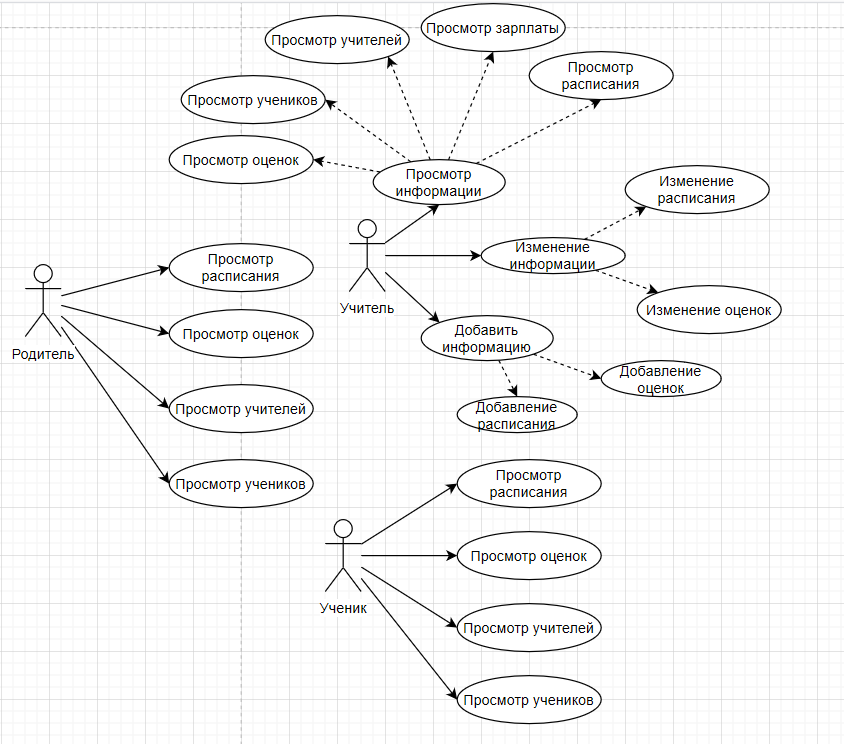 Просмотр учителей
Просмотр зарплаты
Просмотр
расписания
Просмотр учеников
Просмотр оценок
Просмотр
информации
Изменение
расписания
Учитель
Изменение
информации
Изменение оценок
Добавить
информацию
Добавление
оценок
Добавление
расписания
Родитель
Просмотр
расписания
Просмотр оценок
Просмотр учителей
Просмотр учеников
Ученик
Просмотр
расписания
Просмотр оценок
Просмотр учителей
Просмотр учеников